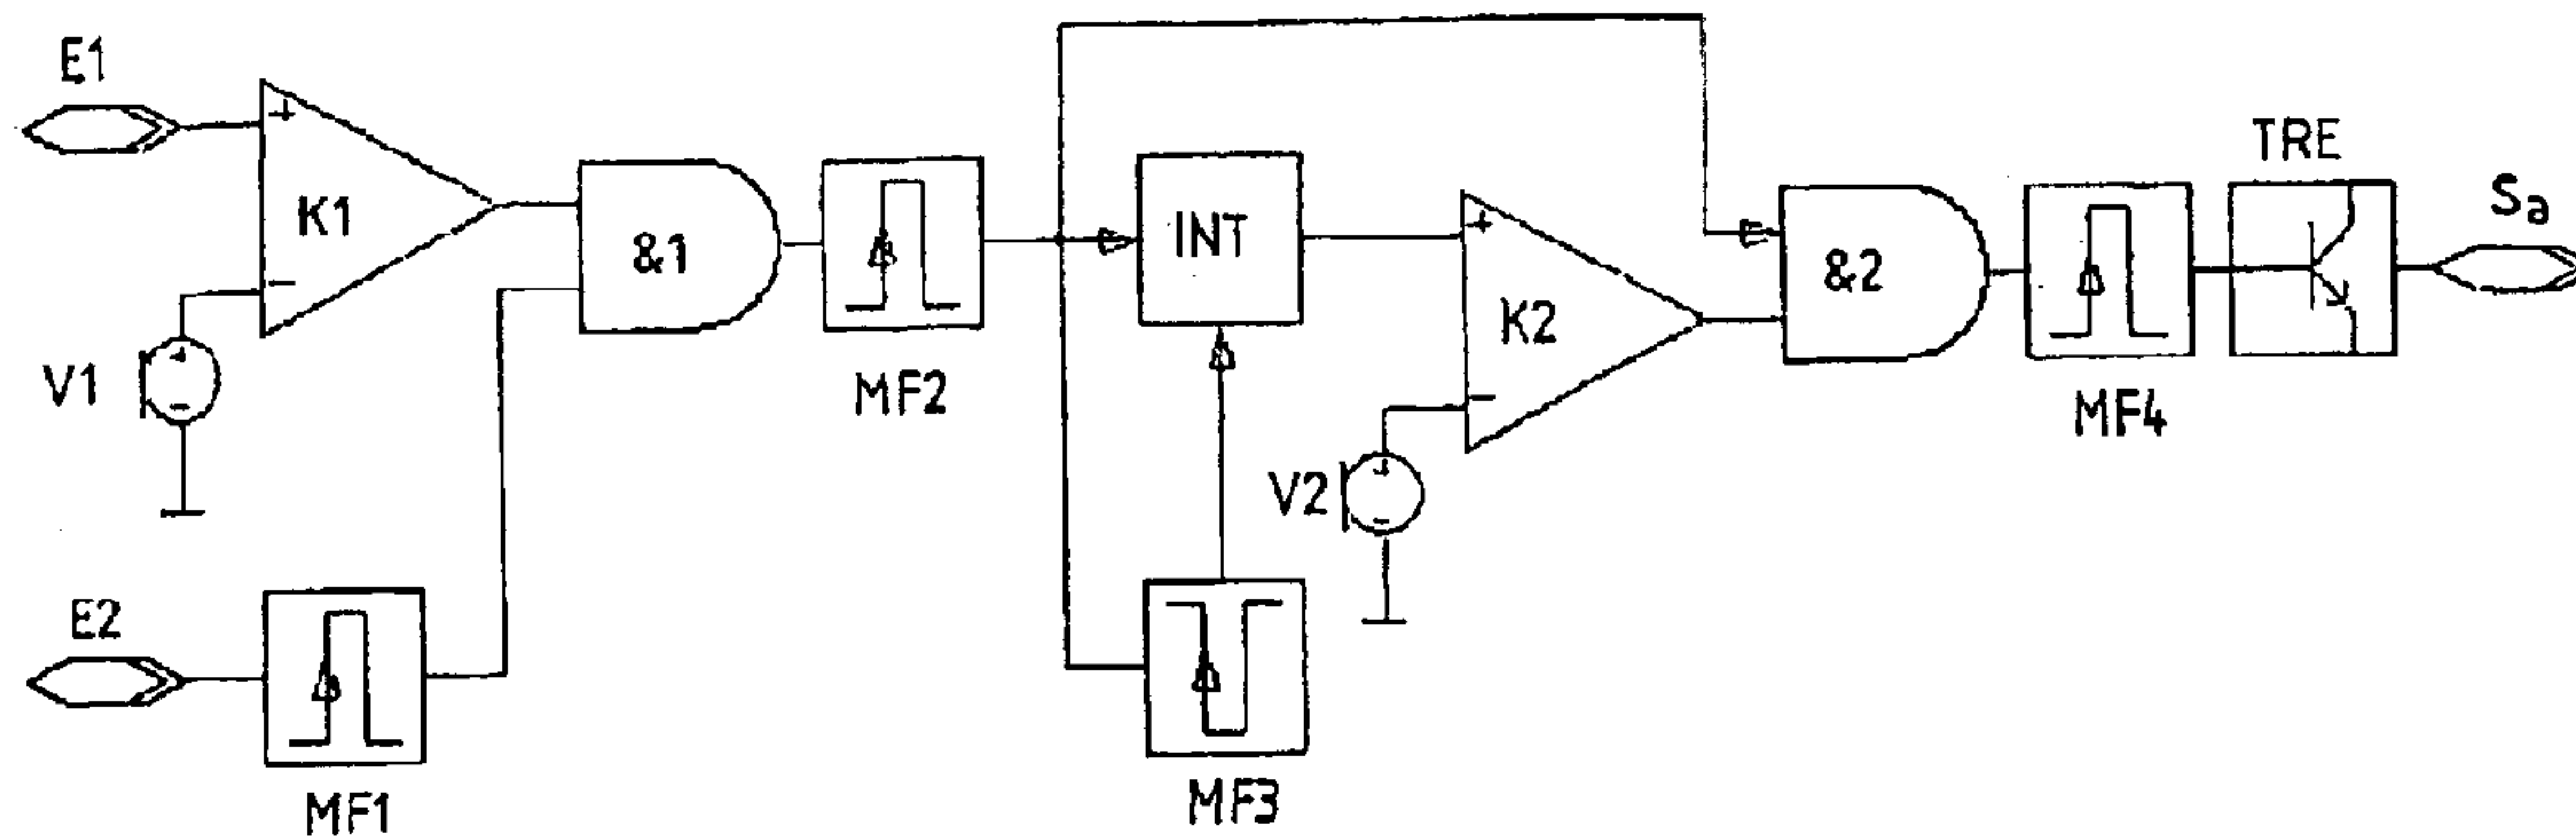 E1
+
K1
-
V1
+
-
&1
MF2
E2
MF1
INT
MF3
+
K2
-
V2
+
-
&2
MF4
TRE
Sa